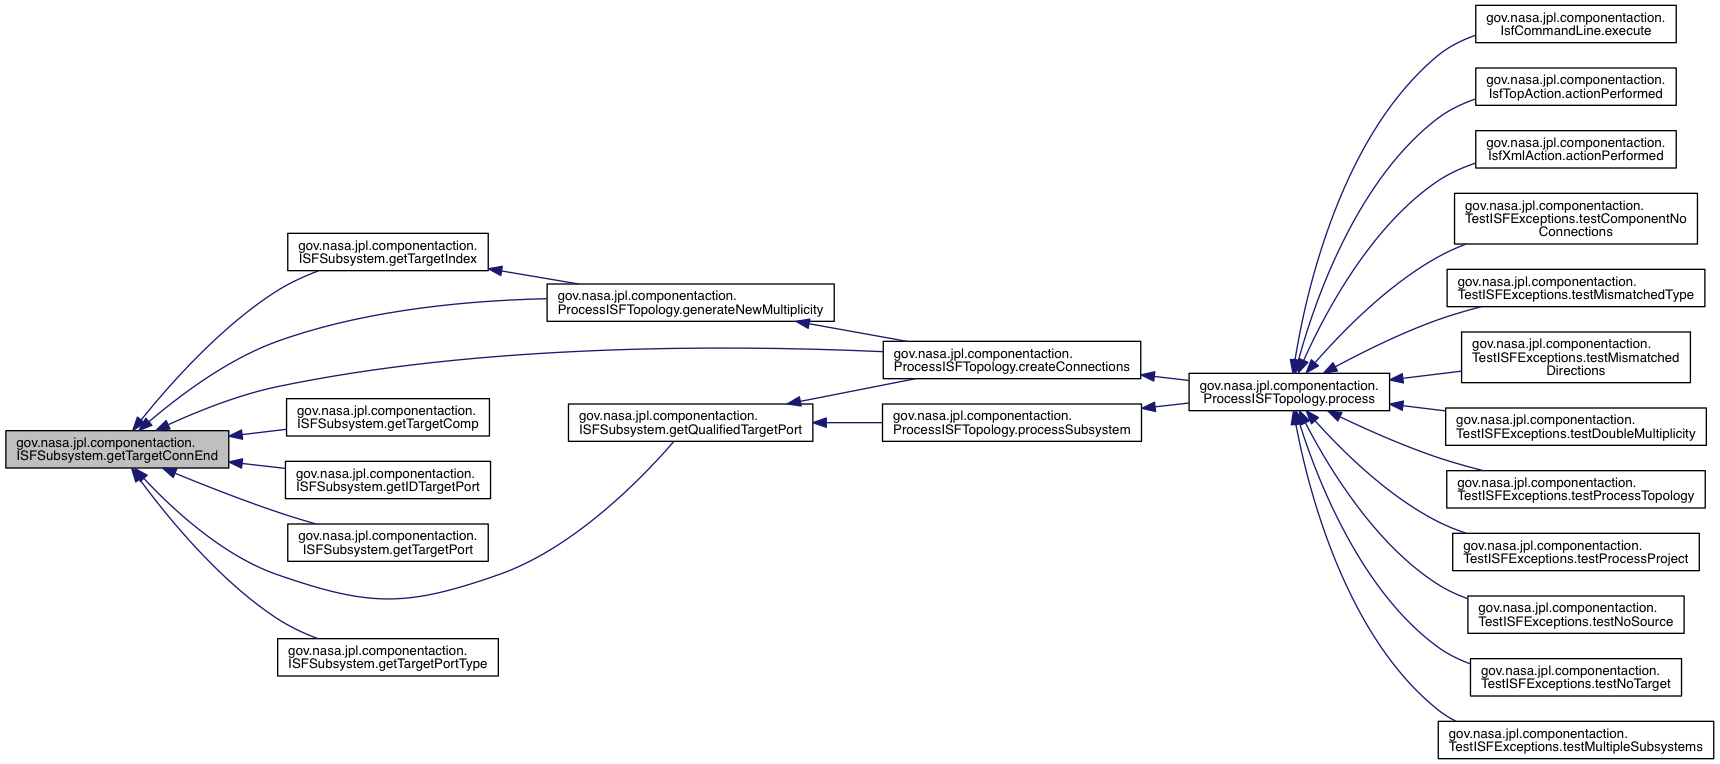 gov.nasa.jpl.componentaction.
ISFSubsystem.getTargetConnEnd
gov.nasa.jpl.componentaction.
ISFSubsystem.getTargetIndex
gov.nasa.jpl.componentaction.
ProcessISFTopology.generateNewMultiplicity
gov.nasa.jpl.componentaction.
ProcessISFTopology.createConnections
gov.nasa.jpl.componentaction.
ISFSubsystem.getTargetComp
gov.nasa.jpl.componentaction.
ISFSubsystem.getIDTargetPort
gov.nasa.jpl.componentaction.
ISFSubsystem.getTargetPort
gov.nasa.jpl.componentaction.
ISFSubsystem.getQualifiedTargetPort
gov.nasa.jpl.componentaction.
ISFSubsystem.getTargetPortType
gov.nasa.jpl.componentaction.
ProcessISFTopology.processSubsystem
gov.nasa.jpl.componentaction.
ProcessISFTopology.process
gov.nasa.jpl.componentaction.
IsfCommandLine.execute
gov.nasa.jpl.componentaction.
IsfTopAction.actionPerformed
gov.nasa.jpl.componentaction.
IsfXmlAction.actionPerformed
gov.nasa.jpl.componentaction.
TestISFExceptions.testComponentNo
Connections
gov.nasa.jpl.componentaction.
TestISFExceptions.testMismatchedType
gov.nasa.jpl.componentaction.
TestISFExceptions.testMismatched
Directions
gov.nasa.jpl.componentaction.
TestISFExceptions.testDoubleMultiplicity
gov.nasa.jpl.componentaction.
TestISFExceptions.testProcessTopology
gov.nasa.jpl.componentaction.
TestISFExceptions.testProcessProject
gov.nasa.jpl.componentaction.
TestISFExceptions.testNoSource
gov.nasa.jpl.componentaction.
TestISFExceptions.testNoTarget
gov.nasa.jpl.componentaction.
TestISFExceptions.testMultipleSubsystems